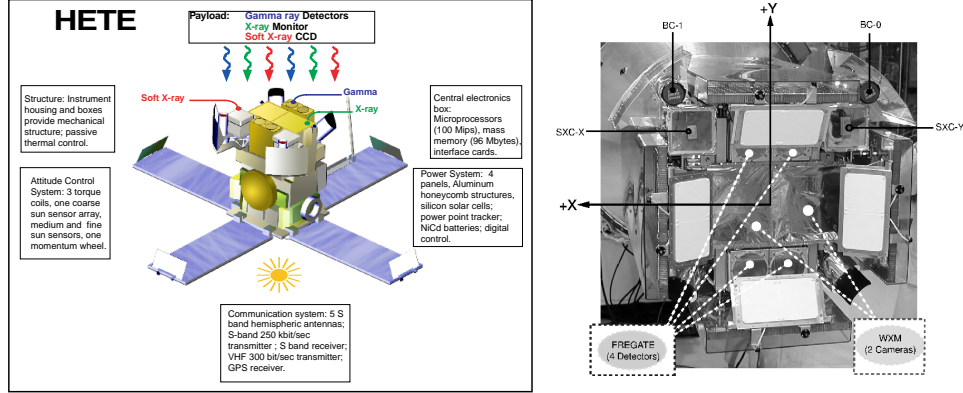 HETE
Payload: Gamma ray Detectors
X-ray Monitor
Soft X-ray CCD
Structure: Instrument
housing and boxes
provide mechanical
structure; passive
thermal control.
Soft X-ray
Gamma
X-ray
Central electronics
box:
Microprocessors
(100 Mips), mass
memory (96 Mbytes),
interface cards.
Attitude Control
System: 3 torque
coils, one coarse
sun sensor array,
medium and fine
sun sensors, one
momentum wheel.
Power System: 4
panels, Aluminum
honeycomb structures,
silicon solar cells;
power point tracker;
NiCd batteries; digital
control.
Communication system: 5 S
band hemispheric antennas;
S-band 250 kbit/sec
transmitter ; S band receiver;
VHF 300 bit/sec transmitter;
GPS receiver.
+Y
BC-1
BC-0
SXC-X
SXC-Y
+X
FREGATE
(4 Detectors)
WXM
(2 Cameras)